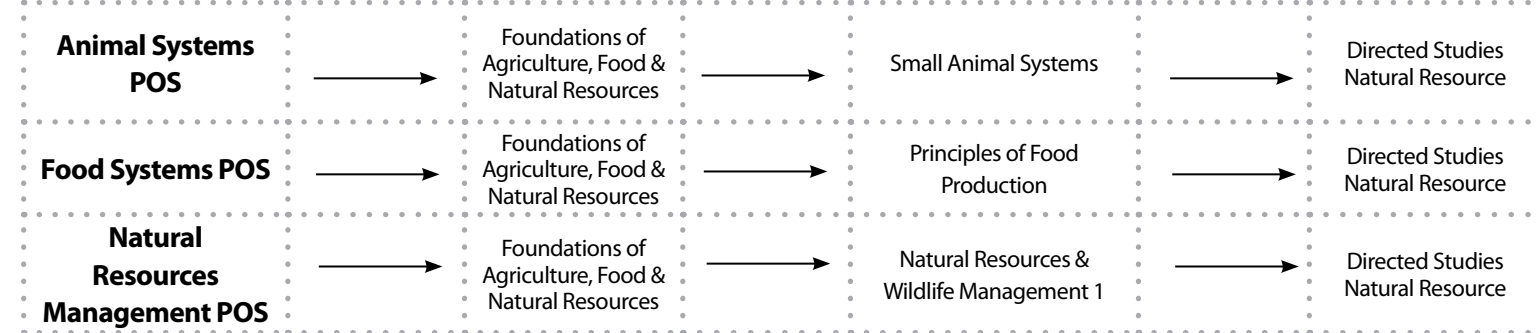 Animal Systems
POS
Foundations of
Agriculture, Food &
Natural Resources
Small Animal Systems
Directed Studies
Natural Resource
Food Systems POS
Foundations of
Agriculture, Food &
Natural Resources
Principles of Food
Production
Directed Studies
Natural Resource
Natural
Resources
Management POS
Foundations of
Agriculture, Food &
Natural Resources
Natural Resources &
Wildlife Management 1
Directed Studies
Natural Resource